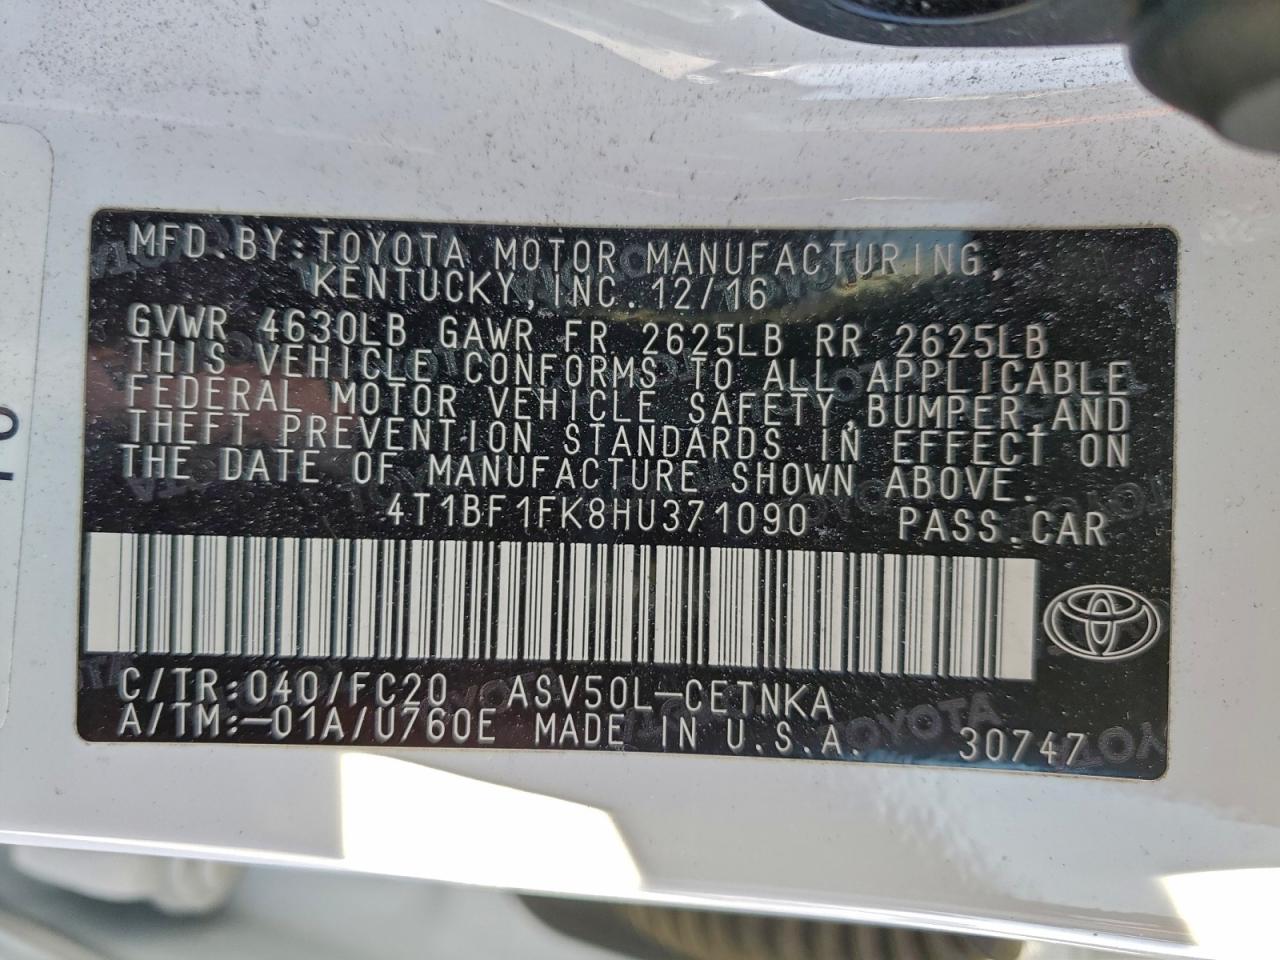 MFD.BY:TOYOTA MOTOR MANUFACTURING,
KENTUCKY,INC.12/16
GVWR 4630LB GAWR FR 2625LB RR 2625LB
THIS VEHICLE CONFORMS TO ALL APPLICABLE
FEDERAL MOTOR VEHICLE SAFETY,BUMPER,AND
THEFT PREVENTION STANDARDS IN EFFECT ON
THE DATE OF MANUFACTURE SHOWN ABOVE.
4T1BF1FK8HU371090 PASS.CAR
C/TR:040/FC20 ASV50L-CETNKA
A/TM:-01A/U760E MADE IN U.S.A. 30747